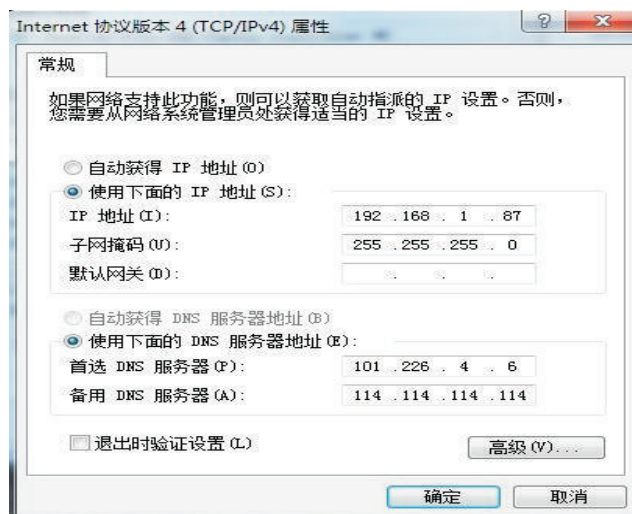 Internet 协议版本 4 (TCP/IPv4) 属性
常规
如果网络支持此功能，则可以获取自动指派的 IP 设置。否则，
您需要从网络系统管理员处获得适当的 IP 设置。
自动获得 IP 地址(O)
使用下面的 IP 地址(S):
IP 地址(I): 192 .168 . 1 . 87
子网掩码(U): 255 .255 .255 . 0
默认网关(D): . . .
自动获得 DNS 服务器地址(B)
使用下面的 DNS 服务器地址(E):
首选 DNS 服务器(P): 101 .226 . 4 . 6
备用 DNS 服务器(A): 114 .114 .114 .114
退出时验证设置(L)
高级(V)...
确定 取消